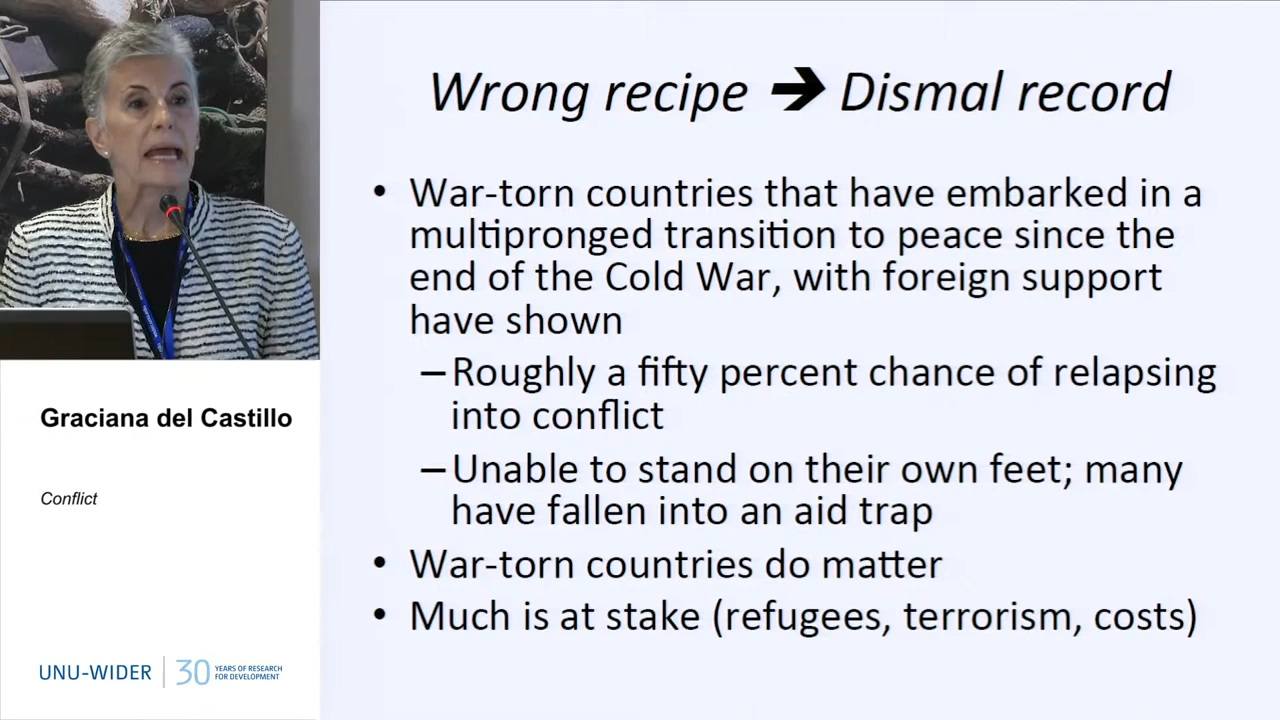 Wrong recipe ➔ Dismal record
• War-torn countries that have embarked in a
multipronged transition to peace since the
end of the Cold War, with foreign support
have shown
–Roughly a fifty percent chance of relapsing
into conflict
–Unable to stand on their own feet; many
have fallen into an aid trap
• War-torn countries do matter
• Much is at stake (refugees, terrorism, costs)
Graciana del Castillo
Conflict
UNU-WIDER
30 YEARS OF RESEARCH
FOR DEVELOPMENT